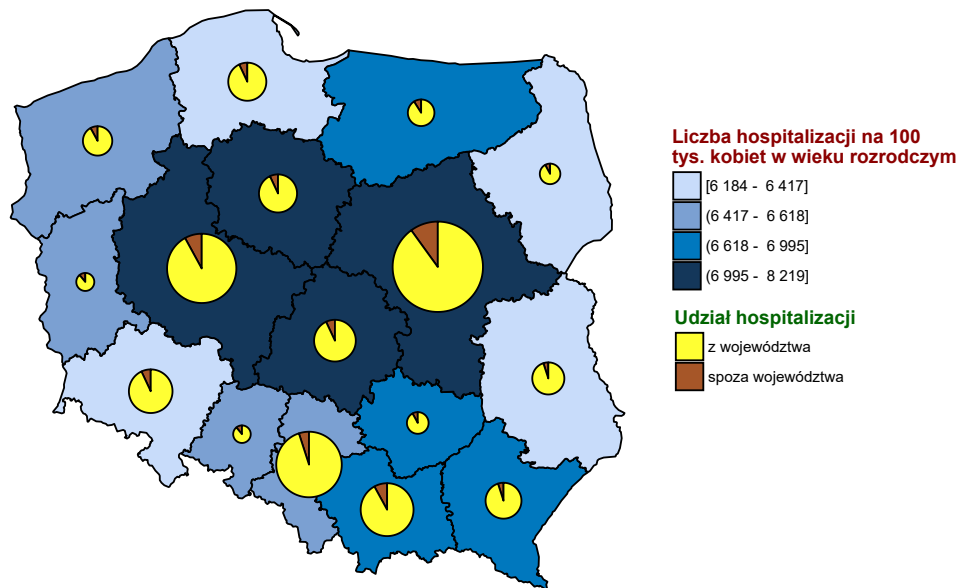 Liczba hospitalizacji na 100
tys. kobiet w wieku rozrodczym
[6 184 - 6 417]
(6 417 - 6 618]
(6 618 - 6 995]
(6 995 - 8 219]
Udział hospitalizacji
z województwa
spoza województwa